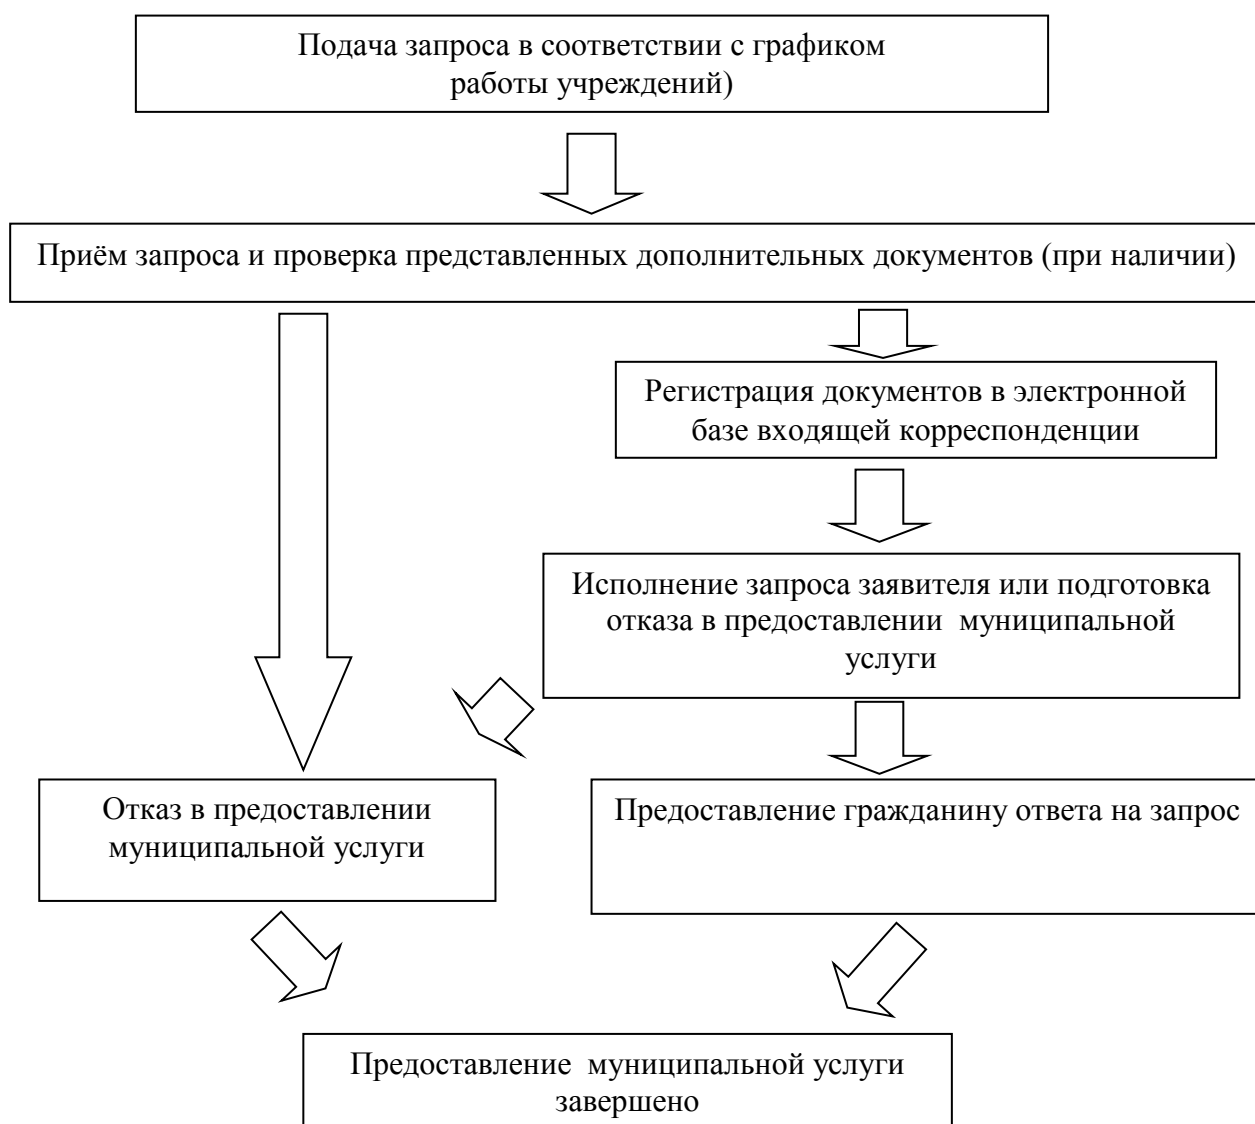 Подача запроса в соответствии с графиком
работы учреждений)
Приём запроса и проверка представленных дополнительных документов (при наличии)
Регистрация документов в электронной
базе входящей корреспонденции
Исполнение запроса заявителя или подготовка
отказа в предоставлении  муниципальной
услуги
Отказ в предоставлении
муниципальной услуги
Предоставление гражданину ответа на запрос
Предоставление  муниципальной услуги
завершено